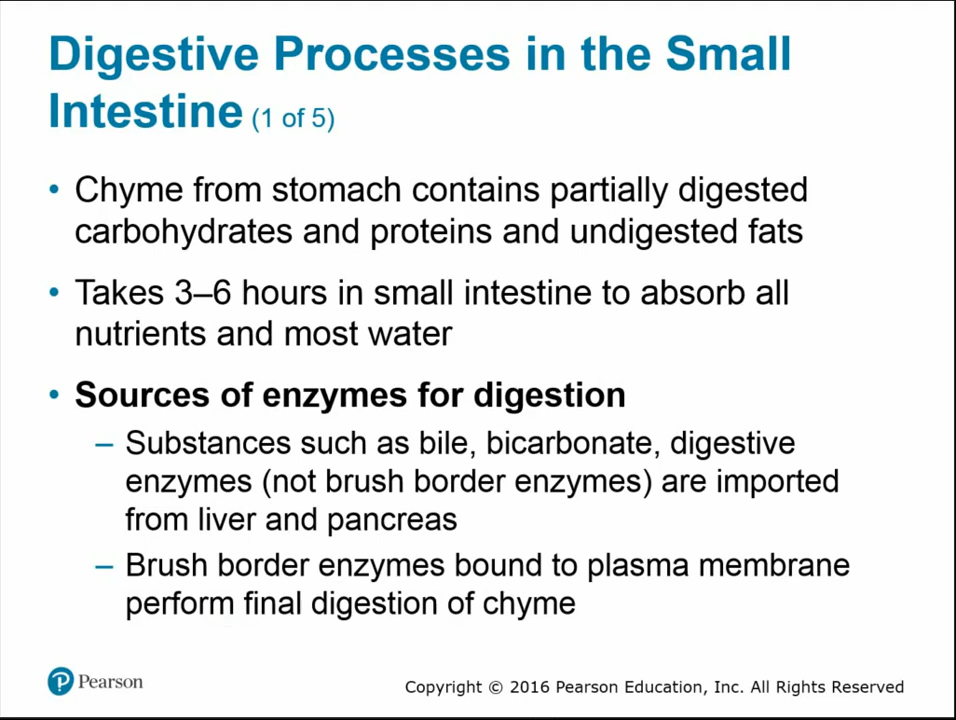 Digestive Processes in the Small
Intestine (1 of 5)
• Chyme from stomach contains partially digested
carbohydrates and proteins and undigested fats
• Takes 3–6 hours in small intestine to absorb all
nutrients and most water
• Sources of enzymes for digestion
– Substances such as bile, bicarbonate, digestive
enzymes (not brush border enzymes) are imported
from liver and pancreas
– Brush border enzymes bound to plasma membrane
perform final digestion of chyme
P Pearson
Copyright © 2016 Pearson Education, Inc. All Rights Reserved